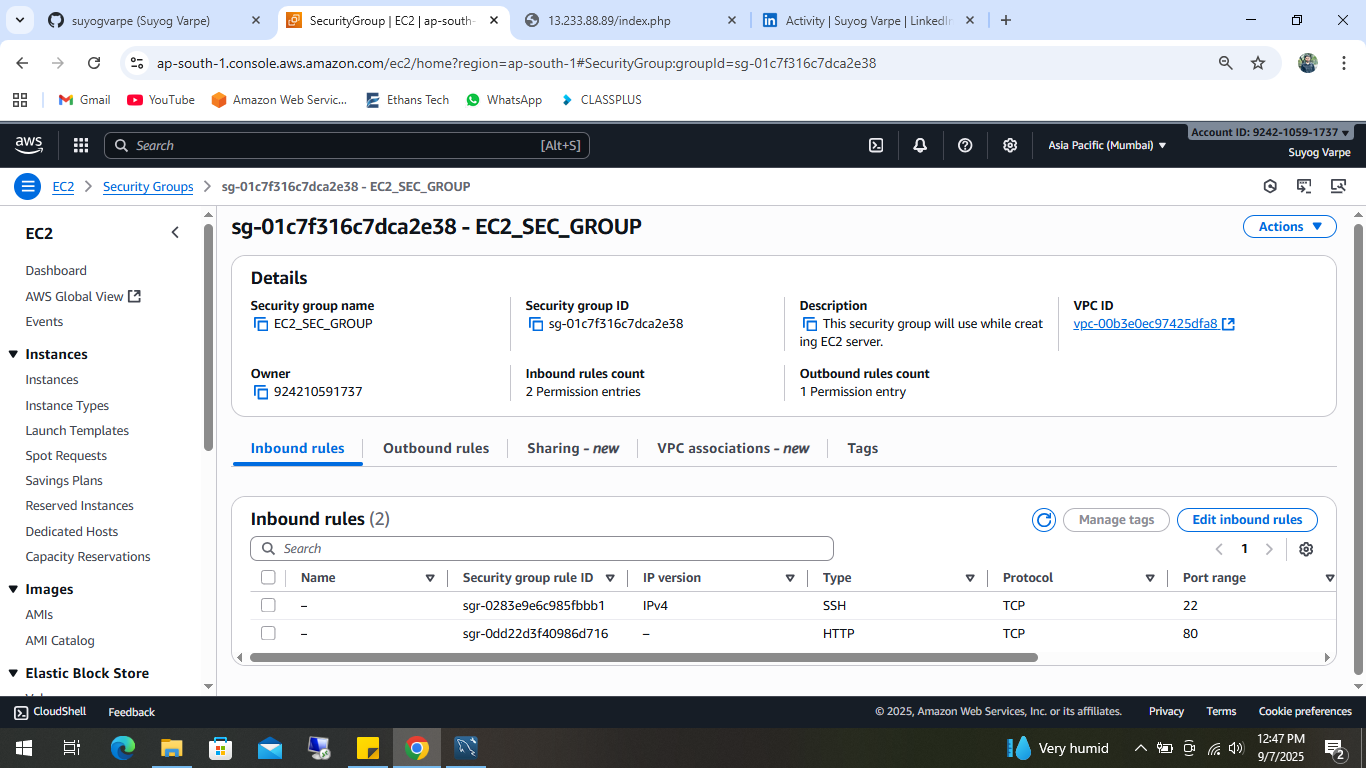 suyogvarpe (Suyog Varpe)
SecurityGroup | EC2 | ap-south-
13.233.88.89/index.php
Activity | Suyog Varpe | LinkedIn
ap-south-1.console.aws.amazon.com/ec2/home?region=ap-south-1#SecurityGroup:groupId=sg-01c7f316c7dca2e38
Gmail
YouTube
Amazon Web Servic...
Ethans Tech
WhatsApp
CLASSPLUS
aws
Search
[Alt+S]
Asia Pacific (Mumbai)
Account ID: 9242-1059-1737
Suyog Varpe
EC2
Security Groups
sg-01c7f316c7dca2e38 - EC2_SEC_GROUP
EC2
Dashboard
AWS Global View
Events
Instances
Instances
Instance Types
Launch Templates
Spot Requests
Savings Plans
Reserved Instances
Dedicated Hosts
Capacity Reservations
Images
AMIs
AMI Catalog
Elastic Block Store
sg-01c7f316c7dca2e38 - EC2_SEC_GROUP
Actions
Details
Security group name
EC2_SEC_GROUP
Security group ID
sg-01c7f316c7dca2e38
Description
This security group will use while creat
ing EC2 server.
VPC ID
vpc-00b3e0ec97425dfa8
Owner
924210591737
Inbound rules count
2 Permission entries
Outbound rules count
1 Permission entry
Inbound rules
Outbound rules
Sharing - new
VPC associations - new
Tags
Inbound rules (2)
Manage tags
Edit inbound rules
Search
1
Name
Security group rule ID
IP version
Type
Protocol
Port range
–
sgr-0283e9e6c985fbbb1
IPv4
SSH
TCP
22
–
sgr-0dd22d3f40986d716
–
HTTP
TCP
80
CloudShell
Feedback
© 2025, Amazon Web Services, Inc. or its affiliates.
Privacy
Terms
Cookie preferences
Very humid
12:47 PM
9/7/2025
2